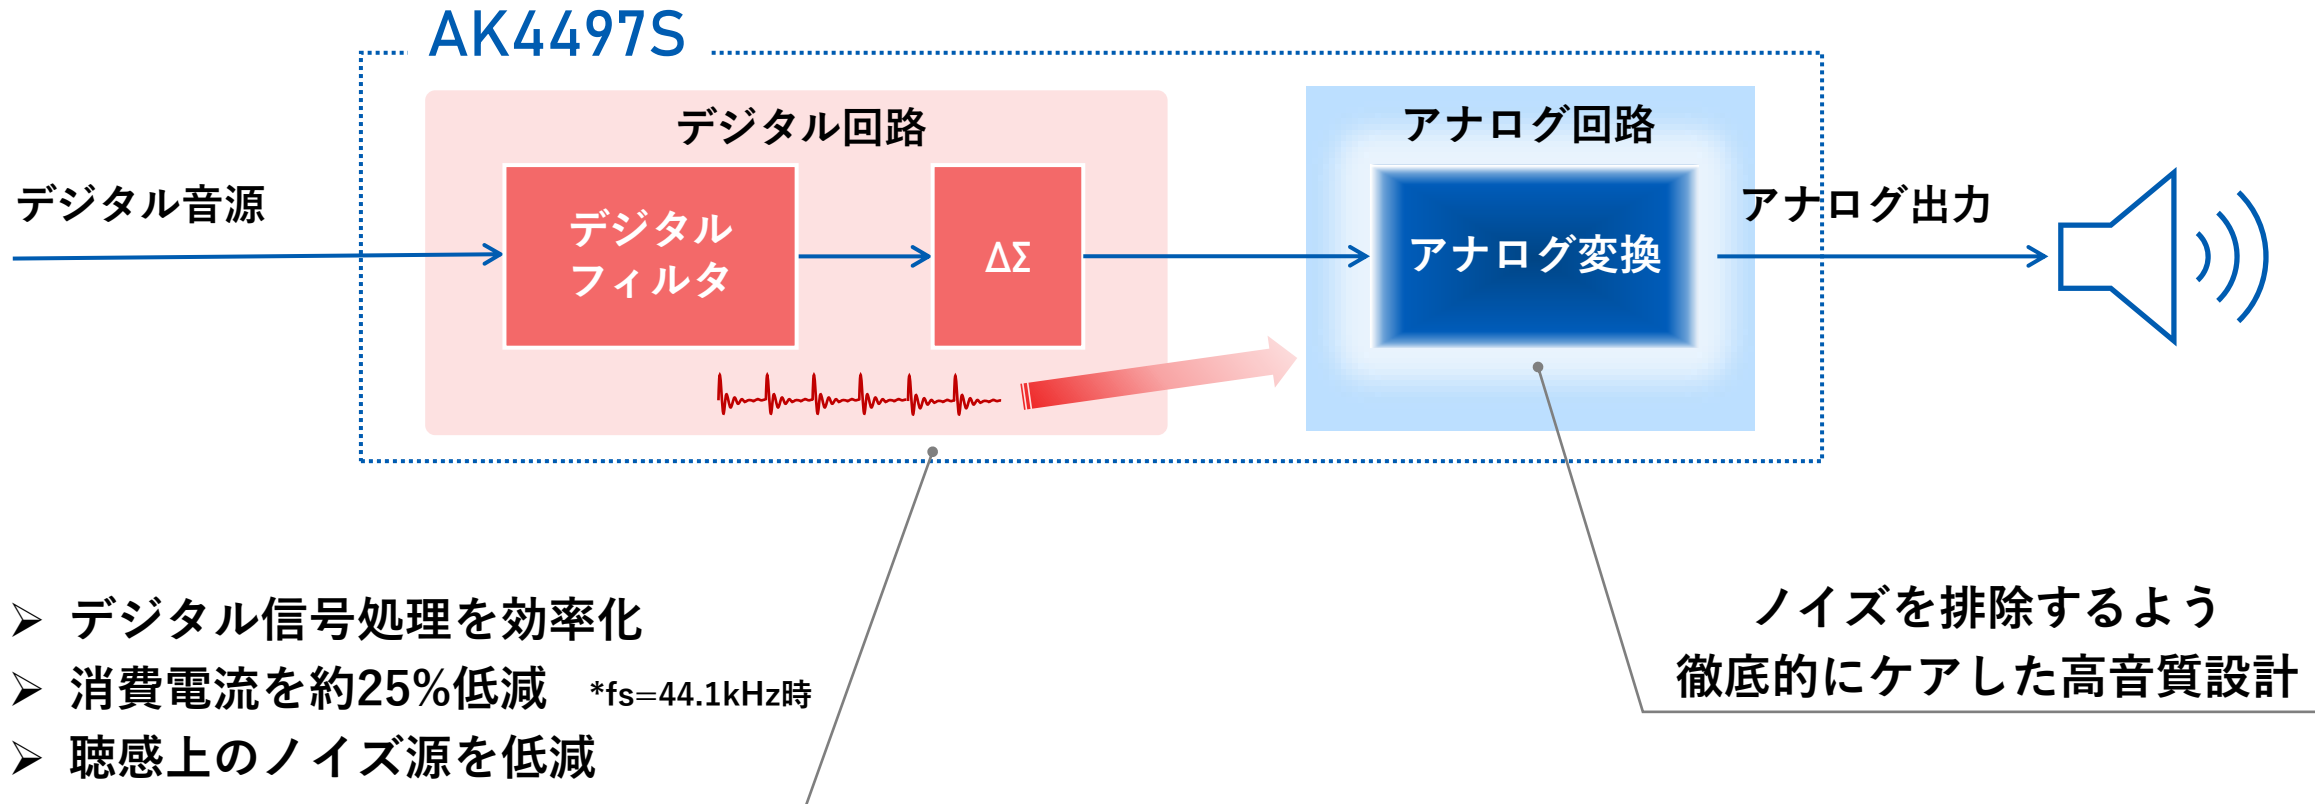 AK4497S
デジタル回路
アナログ回路
デジタル音源
デジタル
フィルタ
ΔΣ
アナログ変換
アナログ出力
➢ デジタル信号処理を効率化
➢ 消費電流を約25%低減 *fs=44.1kHz時
➢ 聴感上のノイズ源を低減
ノイズを排除するよう
徹底的にケアした高音質設計